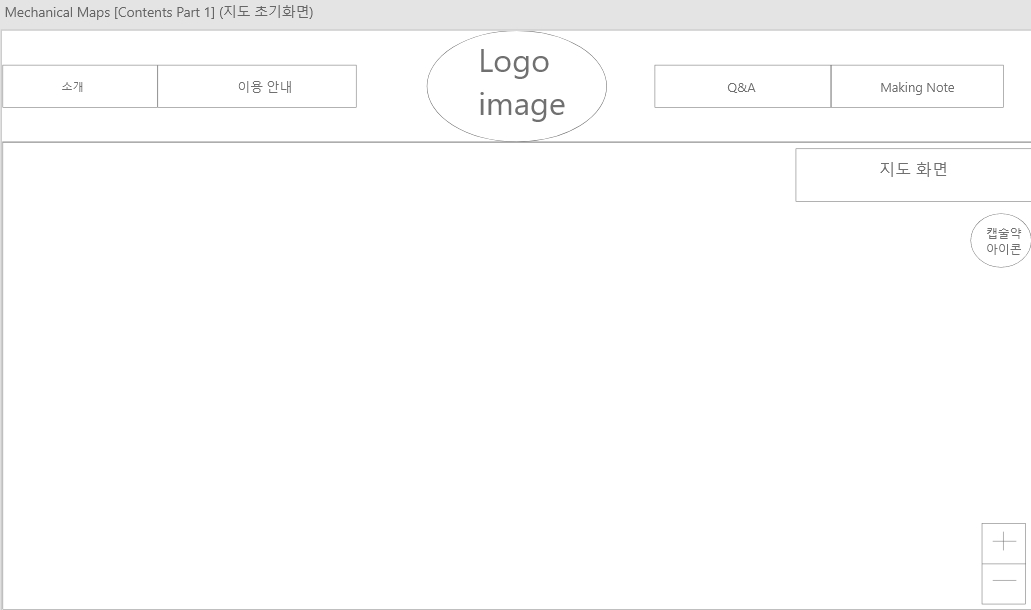 Mechanical Maps [Contents Part 1] (지도 초기화면)
소개
이용 안내
Logo
image
Q&A
Making Note
지도 화면
캡술약
아이콘